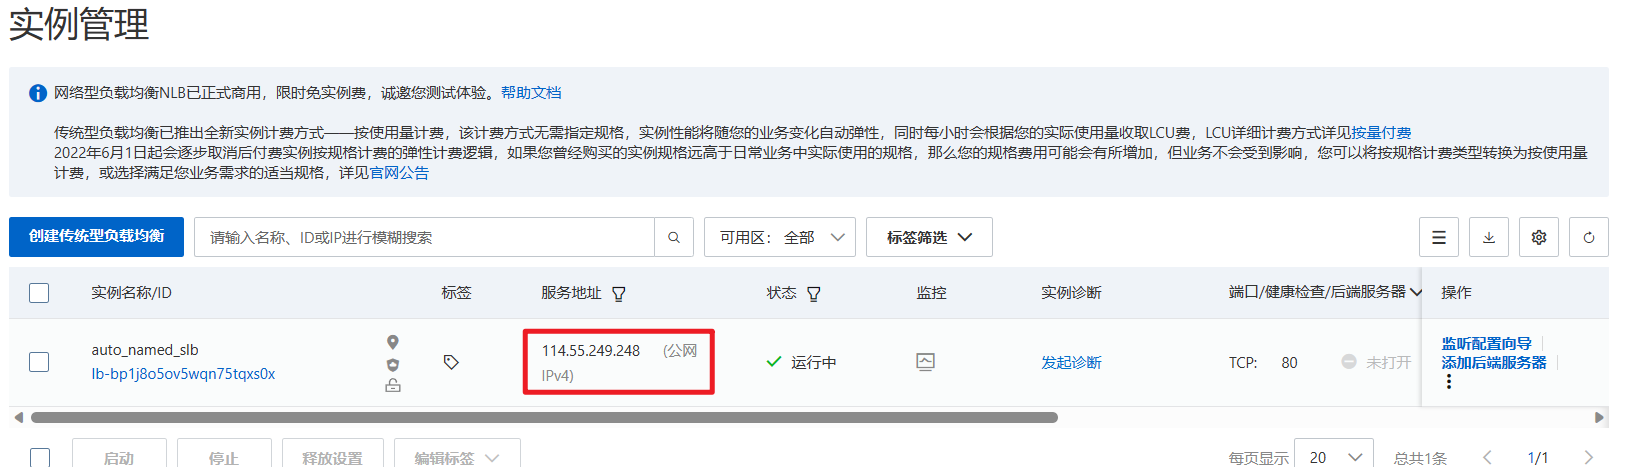 实例管理
网络型负载均衡NLB已正式商用，限时免实例费，诚邀您测试体验。帮助文档
传统型负载均衡已推出全新实例计费方式——按使用量计费，该计费方式无需指定规格，实例性能将随您的业务变化自动弹性，同时每小时会根据您的实际使用量收取LCU费，LCU详细计费方式详见按量付费
2022年6月1日起会逐步取消后付费实例按规格计费的弹性计费逻辑，如果您曾经购买的实例规格远高于日常业务中实际使用的规格，那么您的规格费用可能会有所增加，但业务不会受到影响，您可以将按规格计费类型转换为按使用量
计费，或选择满足您业务需求的适当规格，详见官网公告
创建传统型负载均衡 请输入名称、ID或IP进行模糊搜索 可用区： 全部 标签筛选
实例名称/ID 标签 服务地址 状态 监控 实例诊断 端口/健康检查/后端服务器 操作
auto_named_slb 114.55.249.248 (公网 监听配置向导
lb-bp1j8o5ov5wqn75tqxs0x IPv4) 运行中 发起诊断 TCP: 80 未打开 添加后端服务器
启动 停止 释放设置 编辑标签 每页显示 20 总共1条 1/1